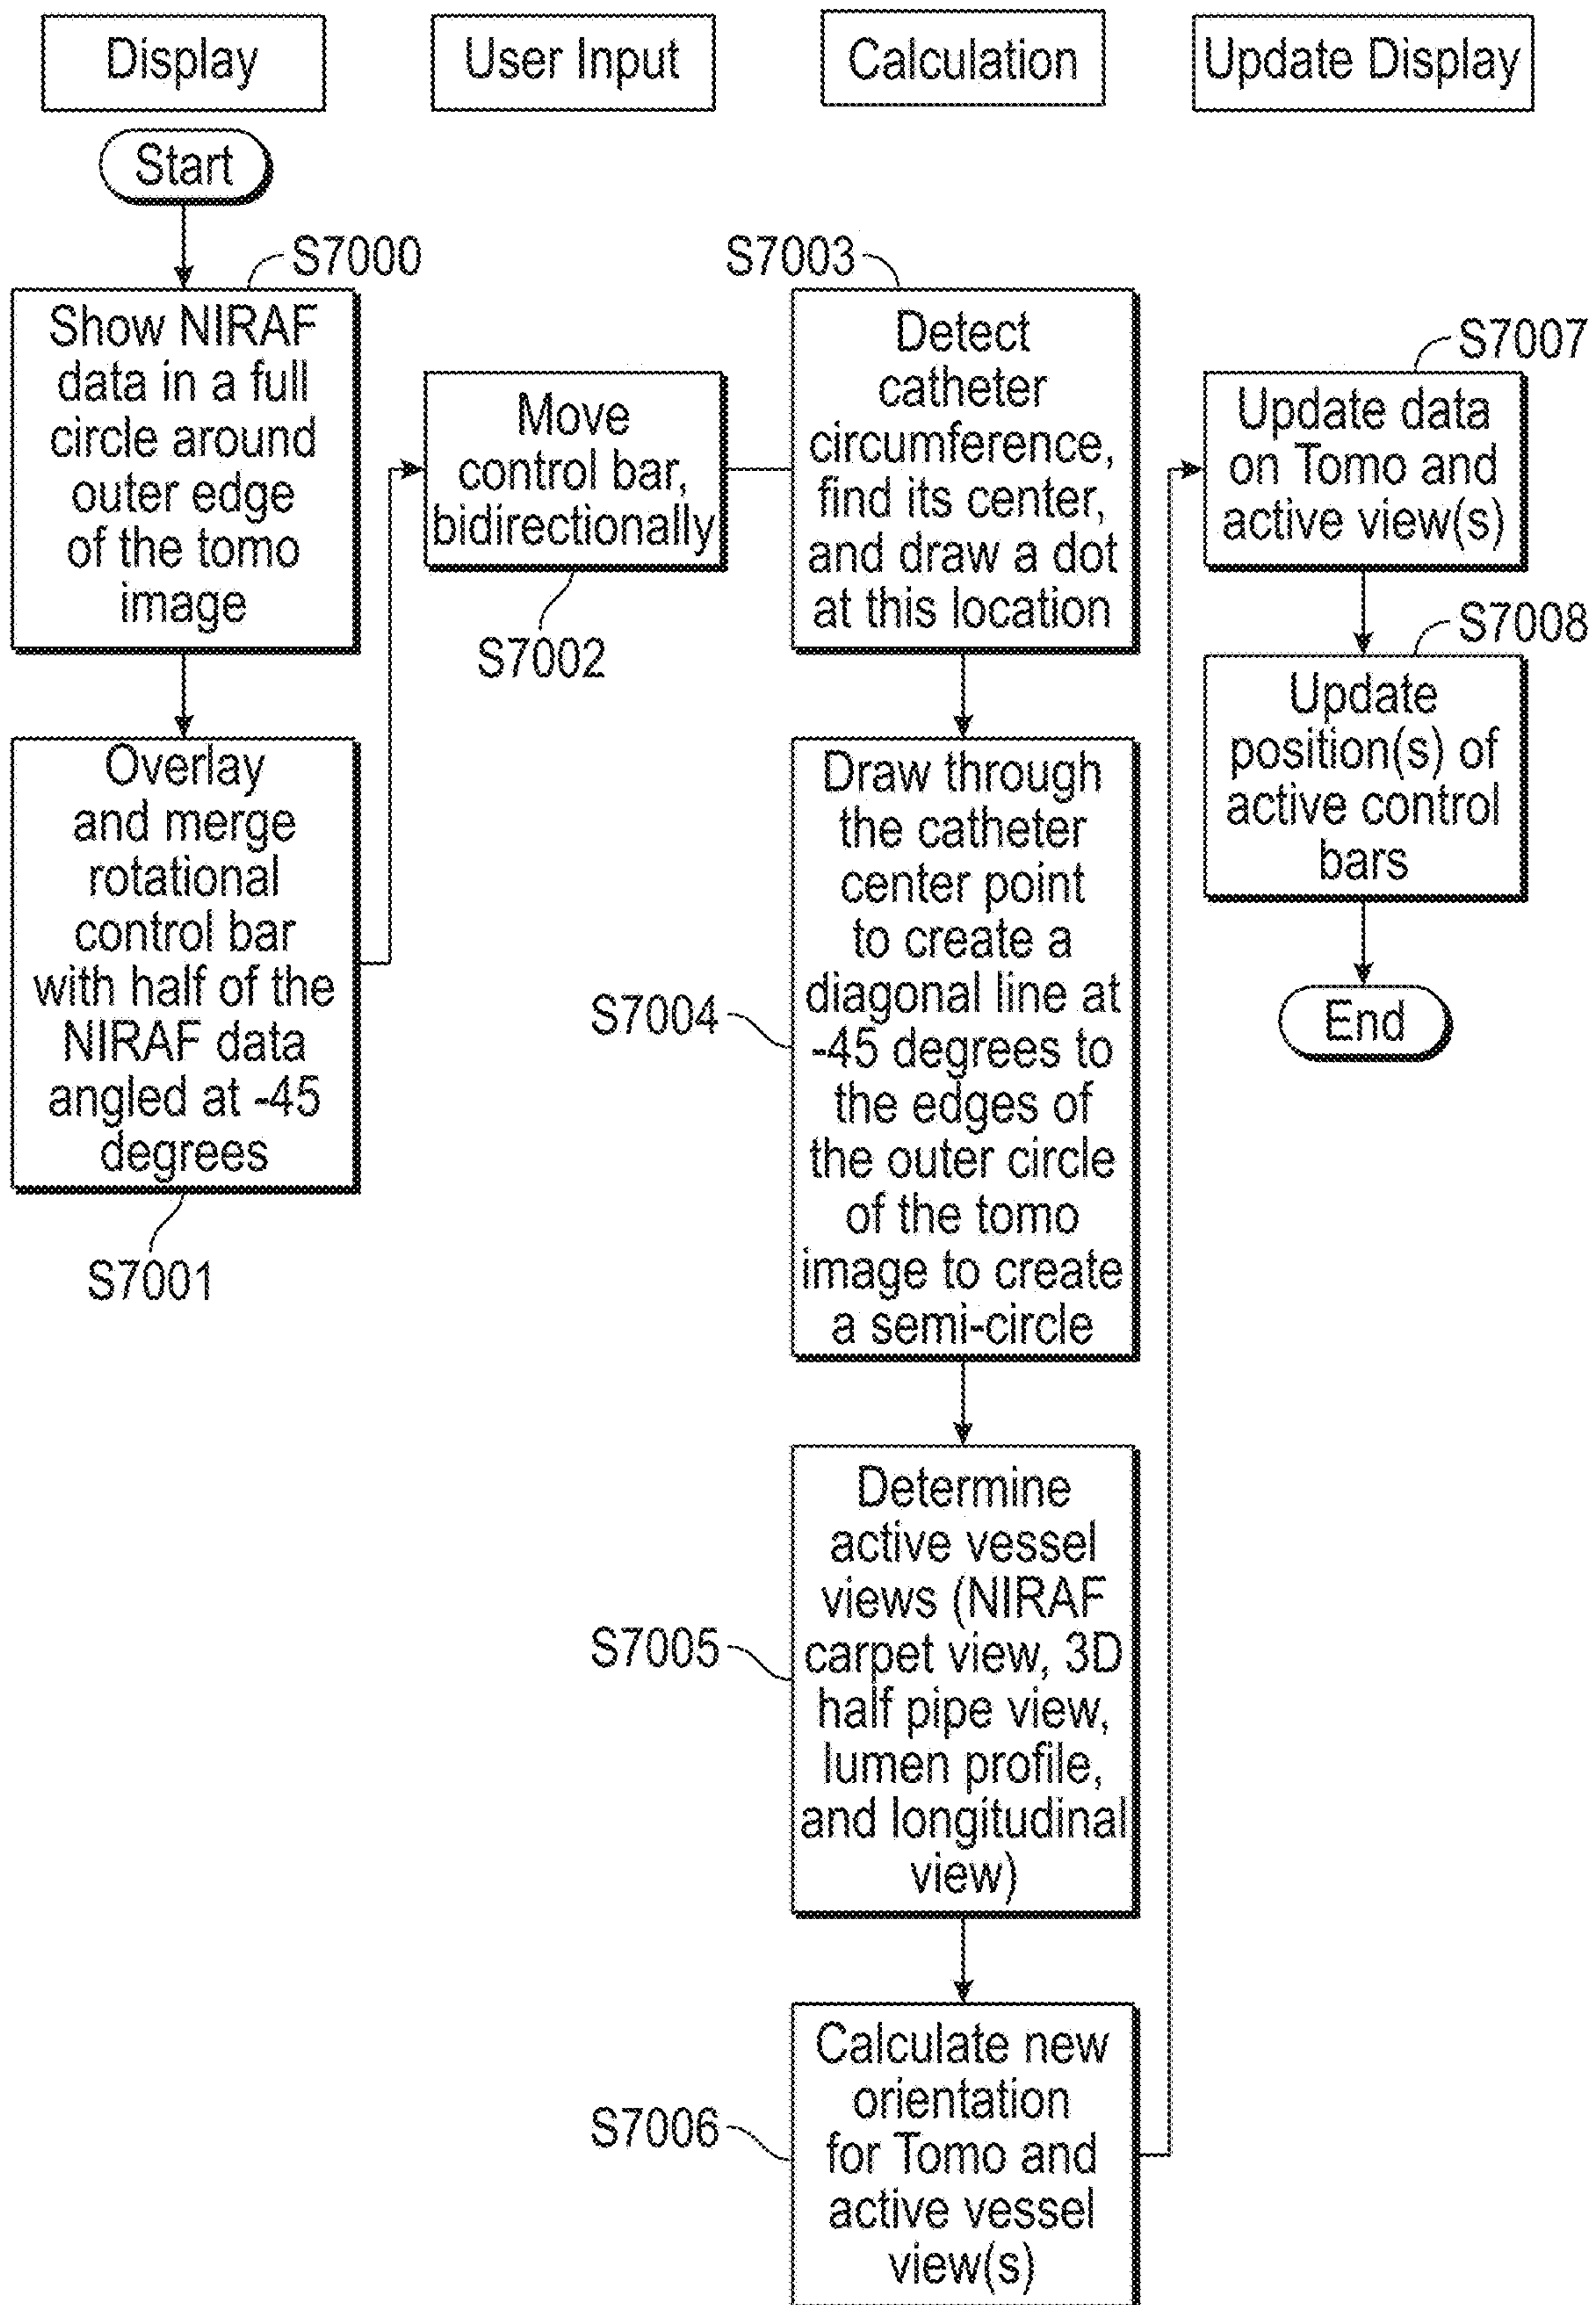 Display
User Input
Calculation
Update Display
Start
S7000
Show NIRAF
data in a full
circle around
outer edge
of the tomo
image
Overlay
and merge
rotational
control bar
with half of the
NIRAF data
angled at -45
degrees
S7001
Move
control bar,
bidirectionally
S7002
S7003
Detect
catheter
circumference,
find its center,
and draw a dot
at this location
S7004
Draw through
the catheter
center point
to create a
diagonal line at
-45 degrees to
the edges of
the outer circle
of the tomo
image to create
a semi-circle
S7005
Determine
active vessel
views (NIRAF
carpet view, 3D
half pipe view,
lumen profile,
and longitudinal
view)
S7006
Calculate new
orientation
for Tomo and
active vessel
view(s)
S7007
Update data
on Tomo and
active view(s)
S7008
Update
position(s) of
active control
bars
End